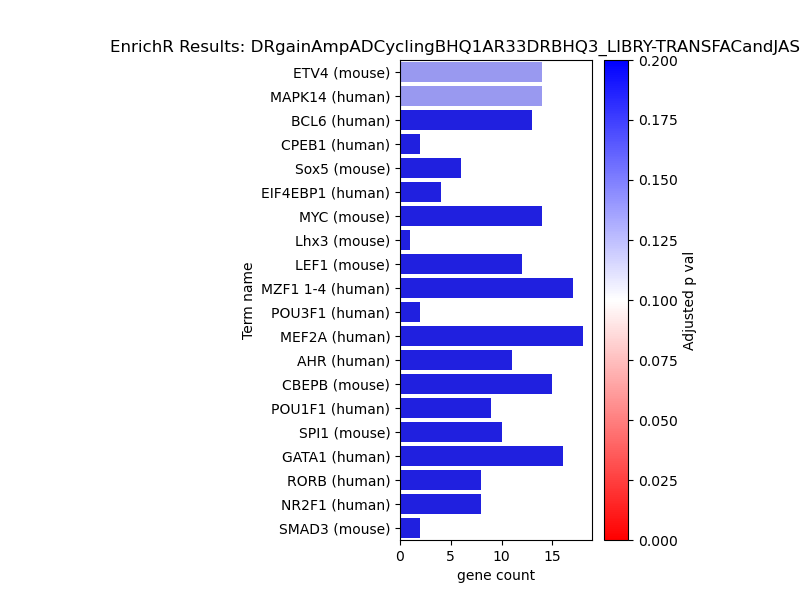 EnrichR Results: DRgainAmpADCyclingBHQ1AR33DRBHQ3_LIBRY-TRANSFACandJAS
ETV4 (mouse)
MAPK14 (human)
BCL6 (human)
CPEB1 (human)
Sox5 (mouse)
EIF4EBP1 (human)
MYC (mouse)
Lhx3 (mouse)
LEF1 (mouse)
MZF1 1-4 (human)
POU3F1 (human)
MEF2A (human)
AHR (human)
CBEPB (mouse)
POU1F1 (human)
SPI1 (mouse)
GATA1 (human)
RORB (human)
NR2F1 (human)
SMAD3 (mouse)
Term name
0 5 10 15
gene count
0.200
0.175
0.150
0.125
0.100
0.075
0.050
0.025
0.000
Adjusted p val